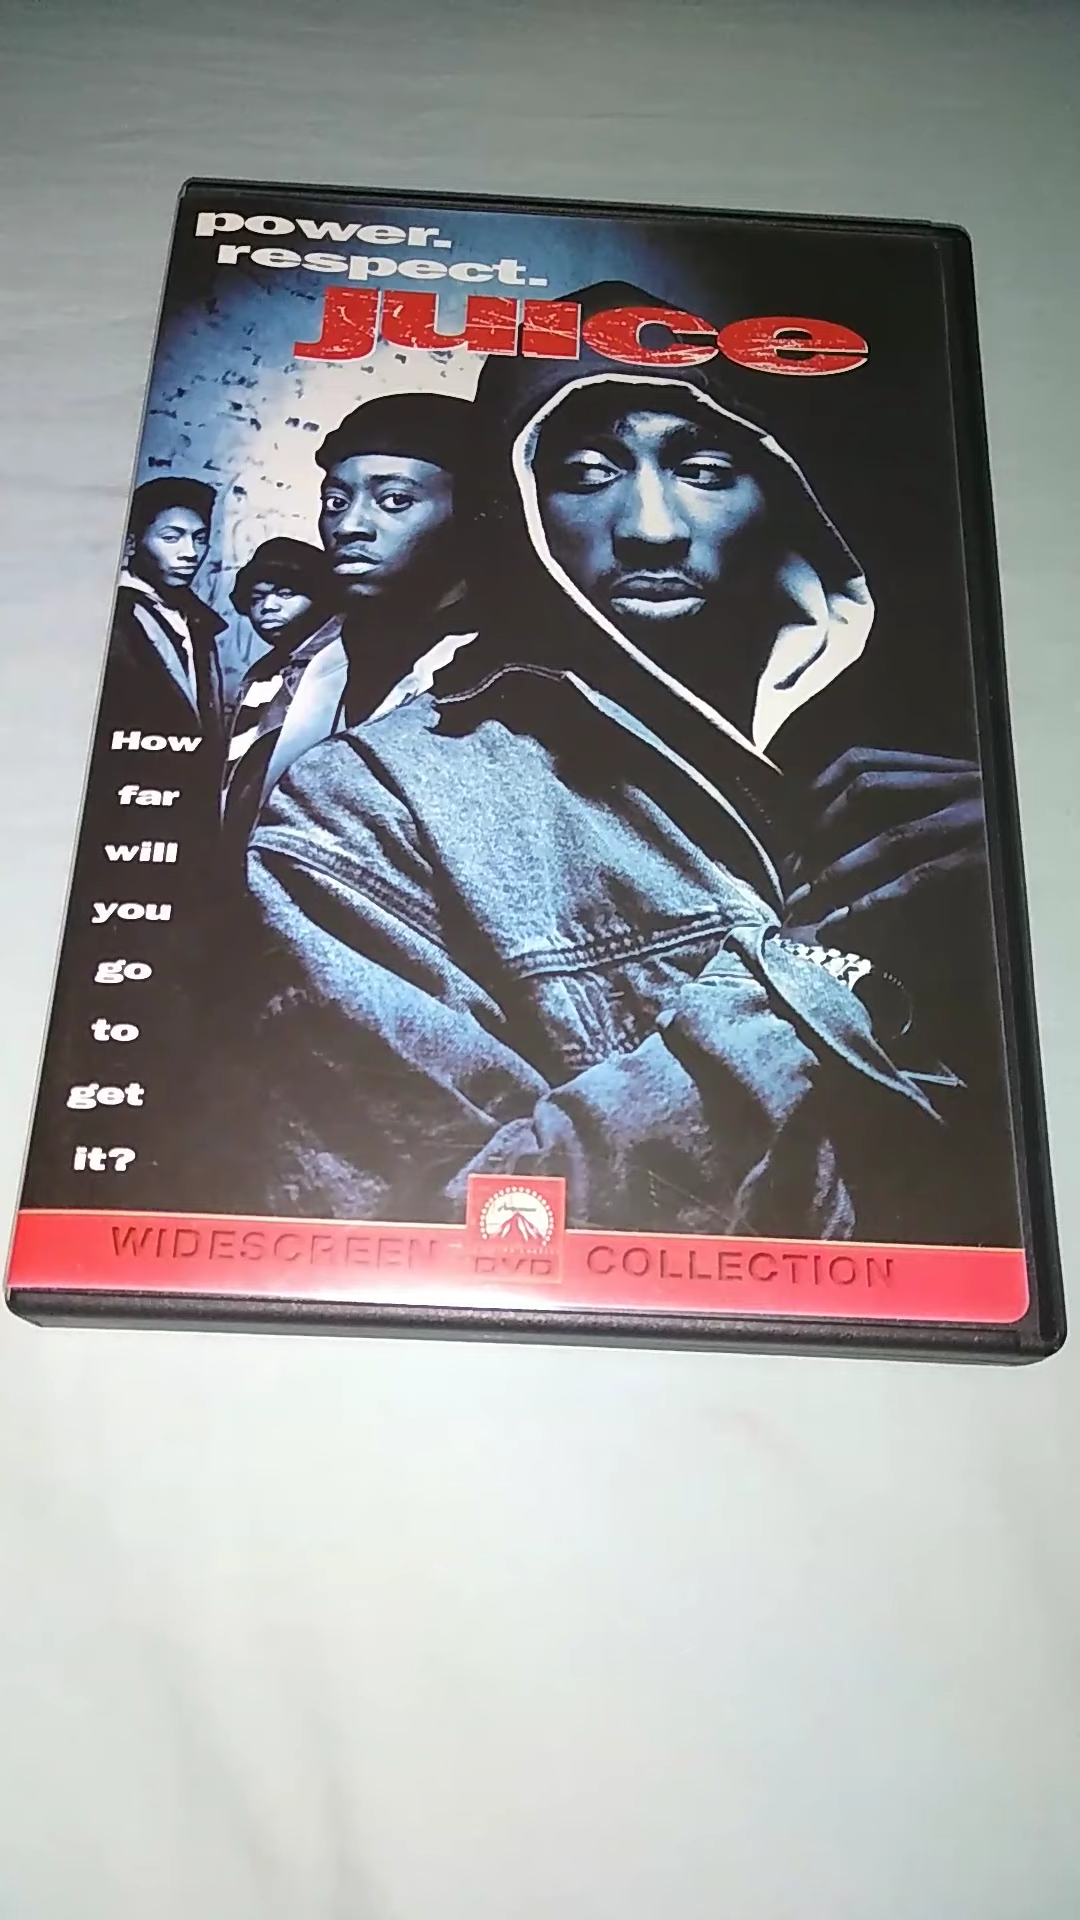 power.
respect.
juice
How
far
will
you
go
to
get
it?
WIDESCREEN DVD COLLECTION